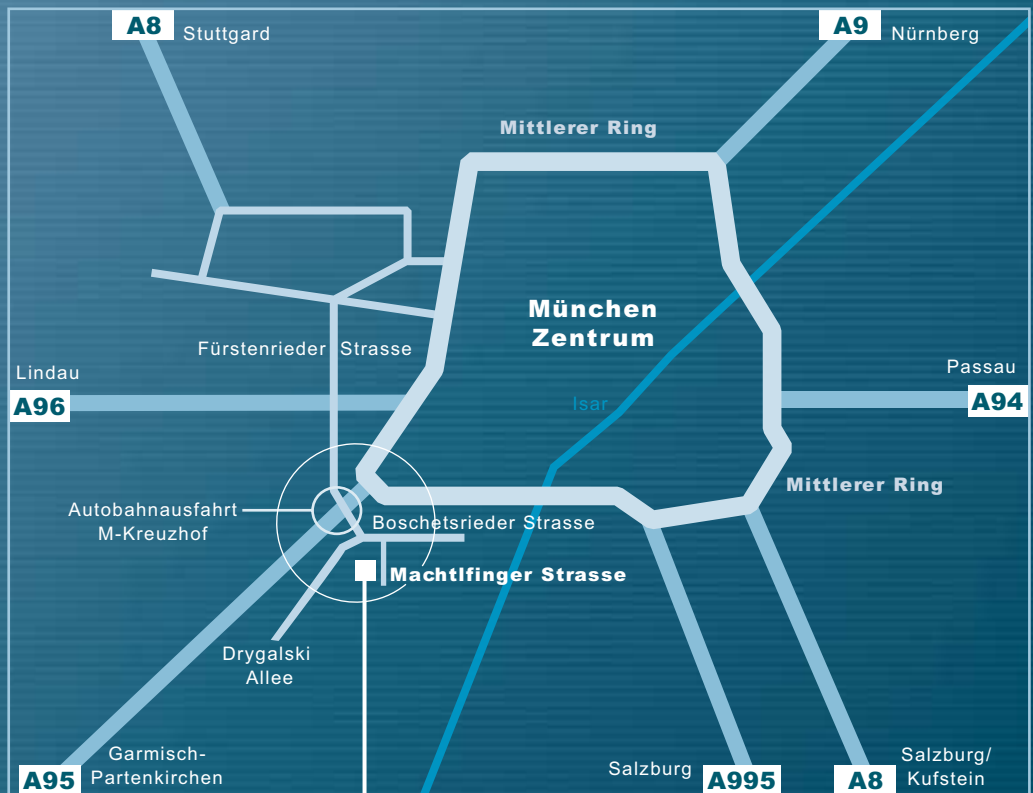 A8 Stuttgard
A9 Nürnberg
Mittlerer Ring
München
Zentrum
Fürstenrieder Strasse
Lindau
A96
Passau
A94
Isar
Mittlerer Ring
Autobahnausfahrt
M-Kreuzhof
Boschetsrieder Strasse
Machtlfinger Strasse
Drygalski
Allee
Garmisch-
Partenkirchen
A95
Salzburg
A995
A8
Salzburg/
Kufstein